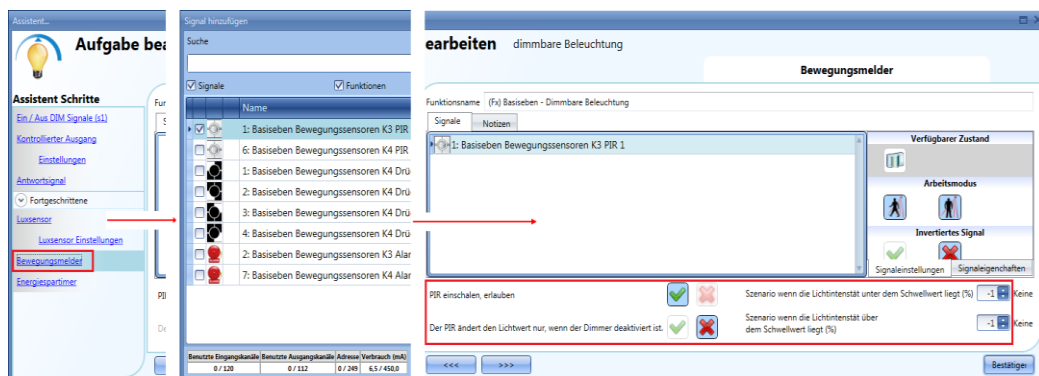 Assistent...
Aufgabe bea
Assistent Schritte
Ein / Aus DIM Signale (s1)
Kontrollierter Ausgang
Einstellungen
Antwortsignal
Fortgeschrittene
Luxsensor
Luxsensor Einstellungen
Bewegungsmelder
Energiespartimer
Signal hinzufügen
Suche
Signale
Funktionen
Name
1: Basiseben Bewegungssensoren K3 PIR
6: Basiseben Bewegungssensoren K4 PIR
1: Basiseben Bewegungssensoren K4 Drü
2: Basiseben Bewegungssensoren K4 Drü
3: Basiseben Bewegungssensoren K4 Drü
4: Basiseben Bewegungssensoren K4 Drü
2: Basiseben Bewegungssensoren K3 Alar
7: Basiseben Bewegungssensoren K4 Alar
Benutzte Eingangskanäle Benutzte Ausgangskanäle Adresse Verbrauch (mA)
0 / 120 0 / 112 0 / 249 6,5 / 450,0
earbeiten dimmbare Beleuchtung
Bewegungsmelder
Funktionsname (Fx) Basiseben - Dimmbare Beleuchtung
Signale Notizen
1: Basiseben Bewegungssensoren K3 PIR 1
Verfügbarer Zustand
Arbeitsmodus
Invertiertes Signal
Signaleinstellungen Signaleigenchaften
PIR einschalen, erlauben
Szenario wenn die Lichtintenstät unter dem Schwellwert liegt (%) -1 Keine
Der PIR ändert den Lichtwert nur, wenn der Dimmer deaktiviert ist.
Szenario wenn die Lichtintenstät über
dem Schwellwert liegt (%) -1 Keine
<<< >>> Bestätiger